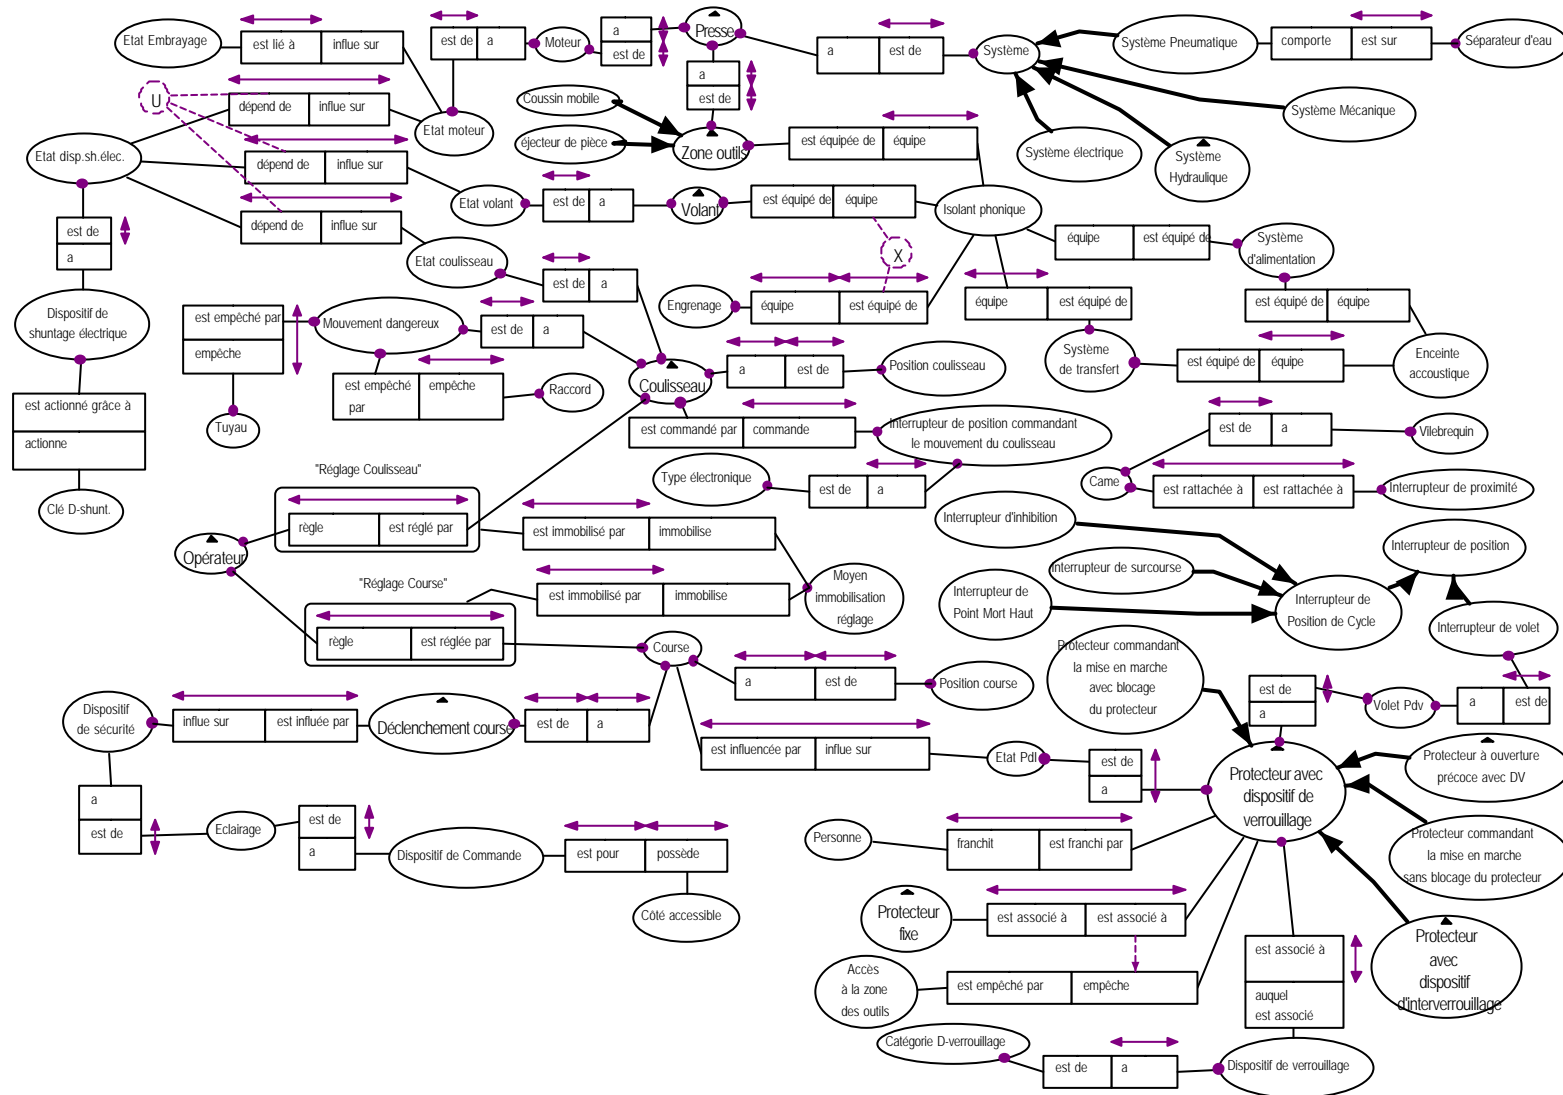 Etat Embrayage
est lié à
influe sur
est de
a
Moteur
a
est de
Presse
a
est de
Système
Système Pneumatique
comporte
est sur
Séparateur d'eau
U
dépend de
influe sur
Etat moteur
Coussin mobile
a
est de
éjecteur de pièce
Zone outils
est équipée de
équipe
Système électrique
Système
Hydraulique
Système Mécanique
Etat disp.sh.élec.
dépend de
influe sur
Etat volant
est de
a
Volant
est équipé de
équipe
Isolant phonique
dépend de
influe sur
Etat coulisseau
est de
a
X
équipe
est équipé de
Système
d'alimentation
est de
a
Dispositif de
shuntage électrique
est empêché par
empêche
Mouvement dangereux
est de
a
Engrenage
équipe
est équipé de
équipe
est équipé de
est équipé de
équipe
est empêché
par
empêche
Raccord
Tuyau
Coulisseau
a
est de
Position coulisseau
Système
de transfert
est équipé de
équipe
Enceinte
accoustique
est actionné grâce à
actionne
Clé D-shunt.
est commandé par
commande
Interrupteur de position commandant
le mouvement du coulisseau
est de
a
Vilebrequin
"Réglage Coulisseau"
Type électronique
est de
a
Came
est rattachée à
est rattachée à
Interrupteur de proximité
règle
est réglé par
est immobilisé par
immobilise
Interrupteur d'inhibition
Interrupteur de position
Opérateur
"Réglage Course"
est immobilisé par
immobilise
Moyen
immobilisation
réglage
Interrupteur de surcourse
Interrupteur de
Point Mort Haut
Interrupteur de
Position de Cycle
Interrupteur de volet
règle
est réglée par
Course
a
est de
Position course
Protecteur commandant
la mise en marche
avec blocage
du protecteur
est de
a
Volet Pdv
a
est de
Dispositif
de sécurité
influe sur
est influée par
Déclenchement course
est de
a
est influencée par
influe sur
Etat Pdl
est de
a
Protecteur avec
dispositif de
verrouillage
Protecteur à ouverture
précoce avec DV
a
est de
Eclairage
est de
a
Dispositif de Commande
est pour
possède
Côté accessible
Personne
franchit
est franchi par
Protecteur commandant
la mise en marche
sans blocage du protecteur
Protecteur
fixe
est associé à
est associé à
est associé à
auquel
est associé
Protecteur
avec
dispositif
d'interverrouillage
Accès
à la zone
des outils
est empêché par
empêche
Catégorie D-verrouillage
est de
a
Dispositif de verrouillage